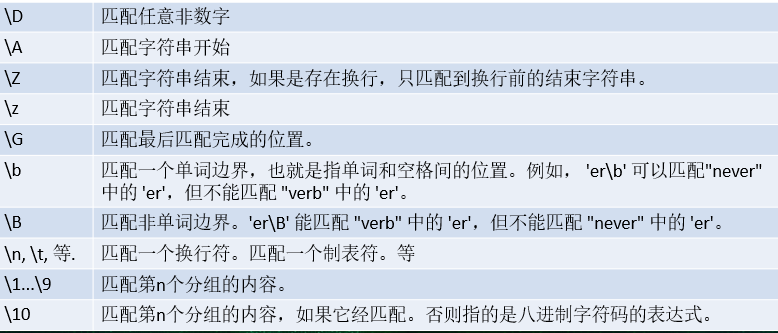 \D 匹配任意非数字
\A 匹配字符串开始
\Z 匹配字符串结束，如果是存在换行，只匹配到换行前的结束字符串。
\z 匹配字符串结束
\G 匹配最后匹配完成的位置。
\b 匹配一个单词边界，也就是指单词和空格间的位置。例如， 'er\b' 可以匹配"never"
中的 'er'，但不能匹配 "verb" 中的 'er'。
\B 匹配非单词边界。'er\B' 能匹配 "verb" 中的 'er'，但不能匹配 "never" 中的 'er'。
\n, \t, 等. 匹配一个换行符。匹配一个制表符。等
\1...\9 匹配第n个分组的内容。
\10 匹配第n个分组的内容，如果它经匹配。否则指的是八进制字符码的表达式。